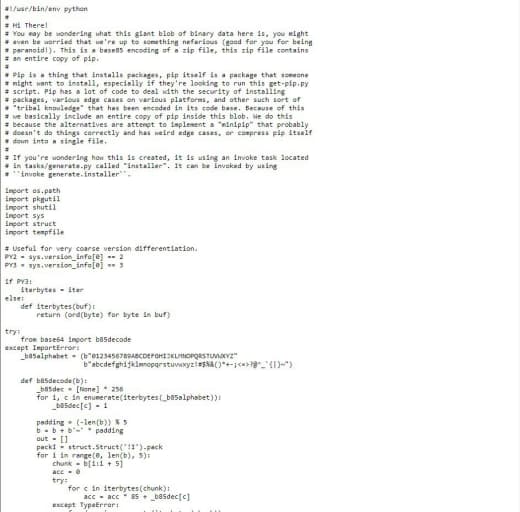 #!/usr/bin/env python
#
# Hi There!
# You may be wondering what this giant blob of binary data here is, you might
# even be worried that we're up to something nefarious (good for you for being
# paranoid!). This is a base85 encoding of a zip file, this zip file contains
# an entire copy of pip.
#
# Pip is a thing that installs packages, pip itself is a package that someone
# might want to install, especially if they're looking to run this get-pip.py
# script. Pip has a lot of code to deal with the security of installing
# packages, various edge cases on various platforms, and other such sort of
# "tribal knowledge" that has been encoded in its code base. Because of this
# we basically include an entire copy of pip inside this blob. We do this
# because the alternatives are attempt to implement a "minipip" that probably
# doesn't do things correctly and has weird edge cases, or compress pip itself
# down into a single file.
#
# If you're wondering how this is created, it is using an invoke task located
# in tasks/generate.py called "installer". It can be invoked by using
# ``invoke generate.installer``.
import os.path
import pkgutil
import shutil
import sys
import struct
import tempfile
# Useful for very coarse version differentiation.
PY2 = sys.version_info[0] == 2
PY3 = sys.version_info[0] == 3
if PY3:
iterbytes = iter
else:
def iterbytes(buf):
return (ord(byte) for byte in buf)
try:
from base64 import b85decode
except ImportError:
_b85alphabet = (b"0123456789ABCDEFGHIJKLMNOPQRSTUVWXYZ"
b"abcdefghijklmnopqrstuvwxyz!#$%&()*+-;<=>?@^_`{|}~")
def b85decode(b):
_b85dec = [None] * 256
for i, c in enumerate(iterbytes(_b85alphabet)):
_b85dec[c] = i
padding = (-len(b)) % 5
b = b + b'~' * padding
out = []
packI = struct.Struct('!I').pack
for i in range(0, len(b), 5):
chunk = b[i:i + 5]
acc = 0
try:
for c in iterbytes(chunk):
acc = acc * 85 + _b85dec[c]
except TypeError: